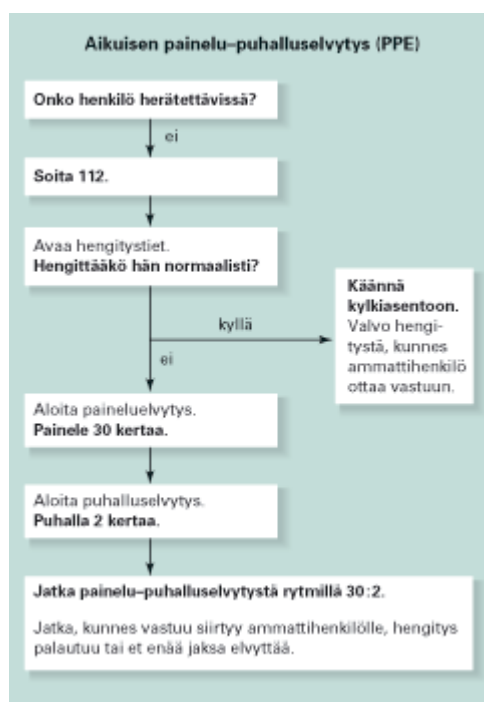 Aikuisen painelu–puhalluselvytys (PPE)
Onko henkilö herätettävissä?
ei
Soita 112.
Avaa hengitystiet.
Hengittääkö hän normaalisti?
kyllä
Käännä
kylkiasentoon.
Valvo hengi-
tystä, kunnes
ammattihenkilö
ottaa vastuun.
ei
Aloita paineluelvytys.
Painele 30 kertaa.
Aloita puhalluselvytys.
Puhalla 2 kertaa.
Jatka painelu–puhalluselvytystä rytmillä 30:2.
Jatka, kunnes vastuu siirtyy ammattihenkilölle, hengitys
palautuu tai et enää jaksa elvyttää.